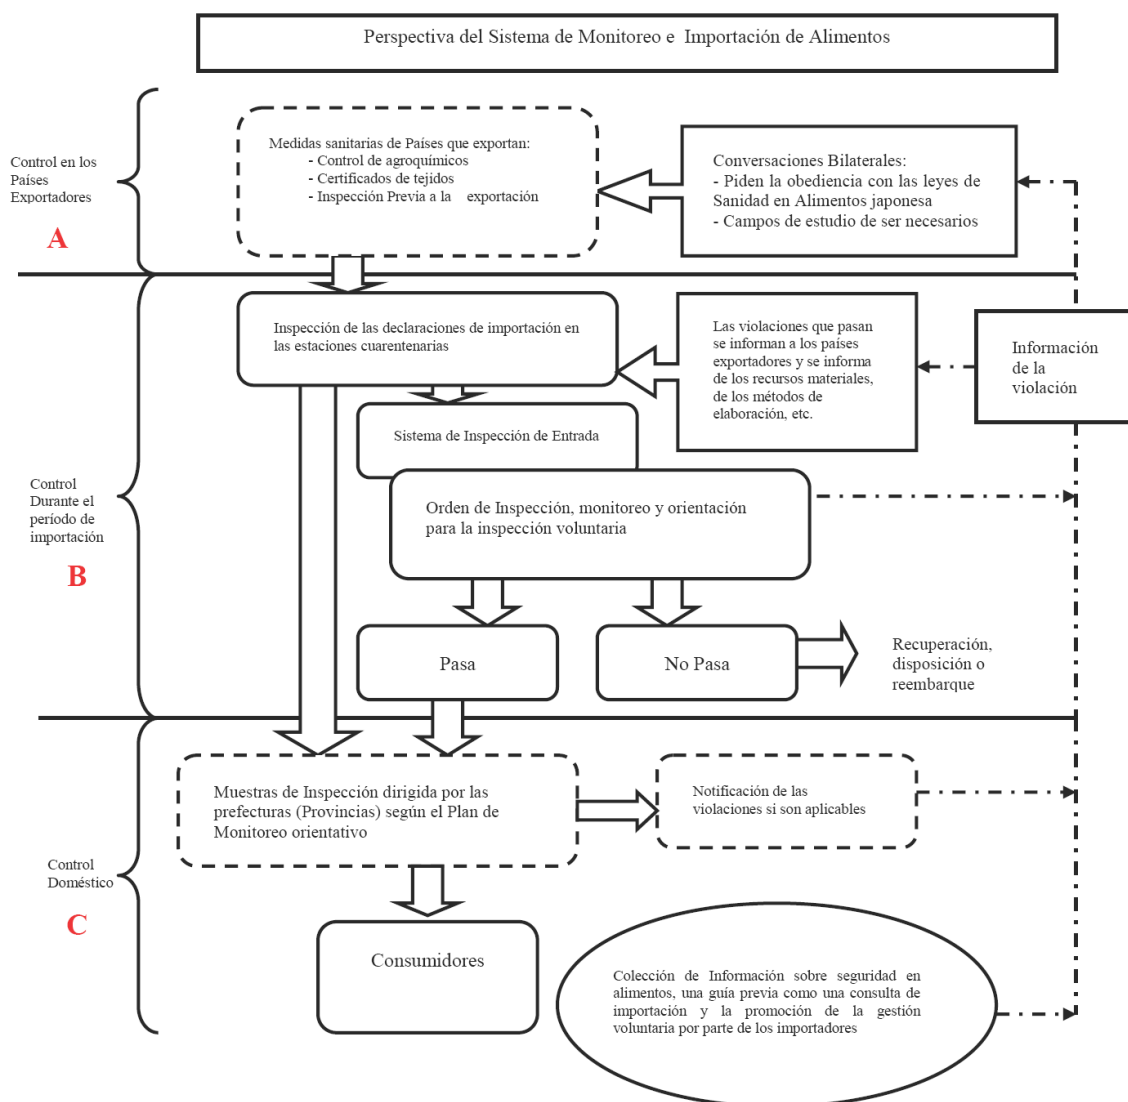 Perspectiva del Sistema de Monitoreo e Importación de Alimentos
Control en los
Países
Exportadores
A
Medidas sanitarias de Países que exportan:
- Control de agroquímicos
- Certificados de tejidos
- Inspección Previa a la exportación
Conversaciones Bilaterales:
- Piden la obediencia con las leyes de
Sanidad en Alimentos japonesa
- Campos de estudio de ser necesarios
Control
Durante el
período de
importación
B
Inspección de las declaraciones de importación en
las estaciones cuarentenarias
Las violaciones que pasan
se informan a los países
exportadores y se informa
de los recursos materiales,
de los métodos de
elaboración, etc.
Información
de la
violación
Sistema de Inspección de Entrada
Orden de Inspección, monitoreo y orientación
para la inspección voluntaria
Pasa
No Pasa
Recuperación,
disposición o
reembarque
Control
Doméstico
C
Muestras de Inspección dirigida por las
prefecturas (Provincias) según el Plan de
Monitoreo orientativo
Notificación de las
violaciones si son aplicables
Consumidores
Colección de Información sobre seguridad en
alimentos, una guía previa como una consulta de
importación y la promoción de la gestión
voluntaria por parte de los importadores